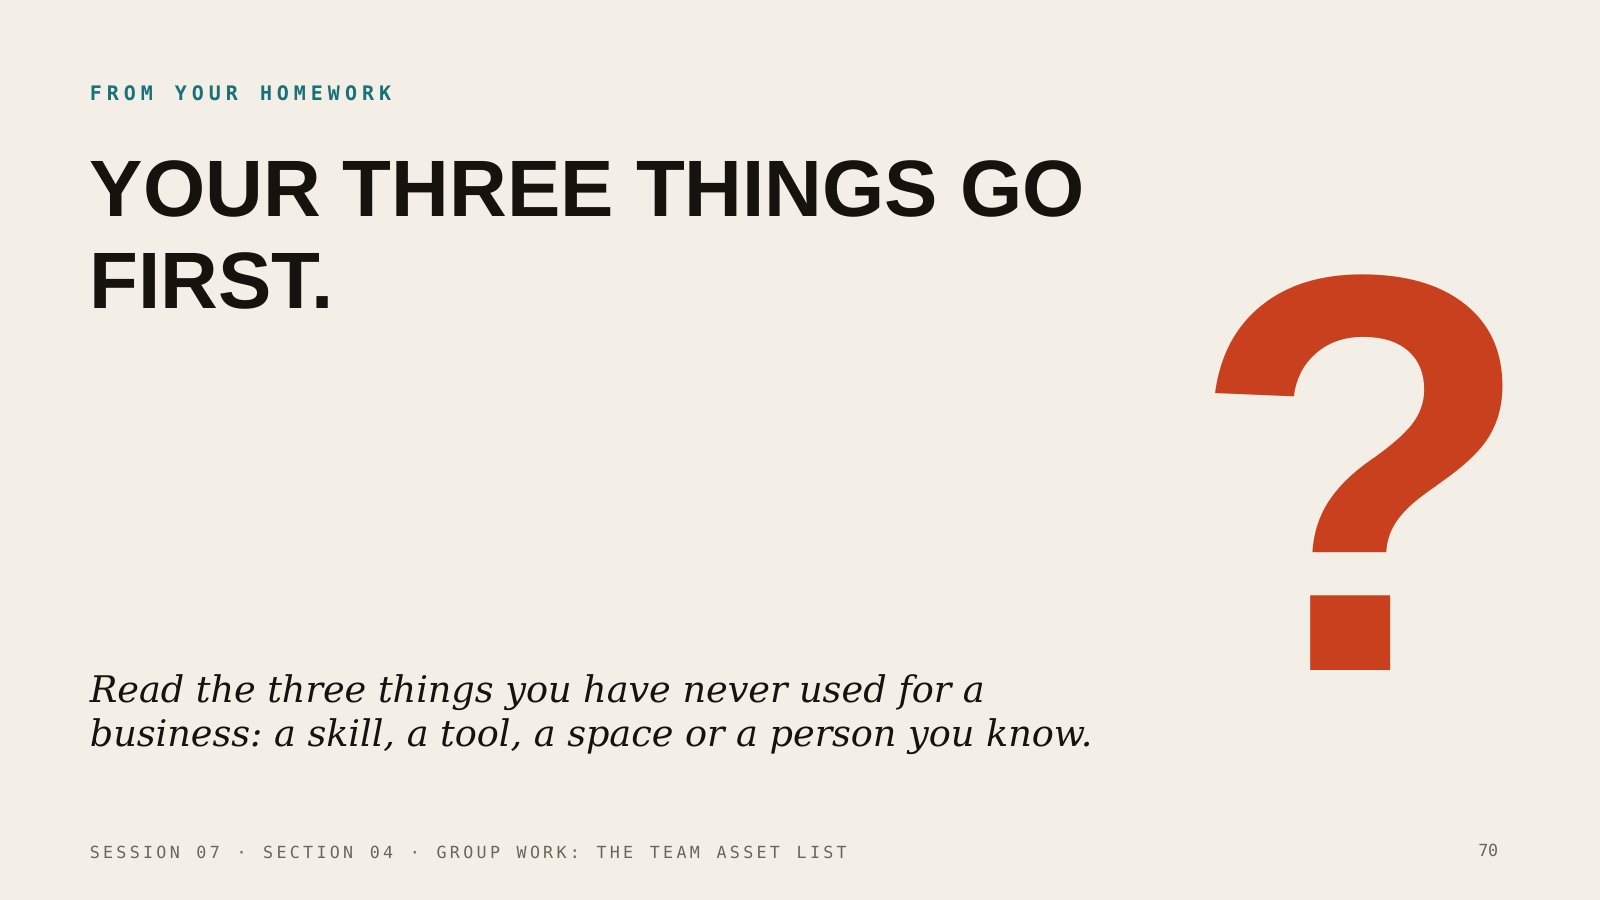 FROM YOUR HOMEWORK
YOUR THREE THINGS GO
FIRST.
?
Read the three things you have never used for a
business: a skill, a tool, a space or a person you know.
SESSION 07 · SECTION 04 · GROUP WORK: THE TEAM ASSET LIST
70